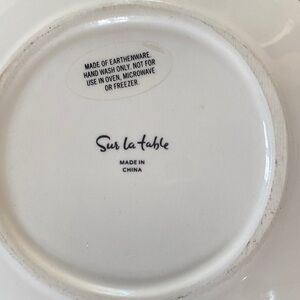 MADE OF EARTHENWARE.
HAND WASH ONLY. NOT FOR
USE IN OVEN, MICROWAVE
OR FREEZER
Sur la table
MADE IN
CHINA